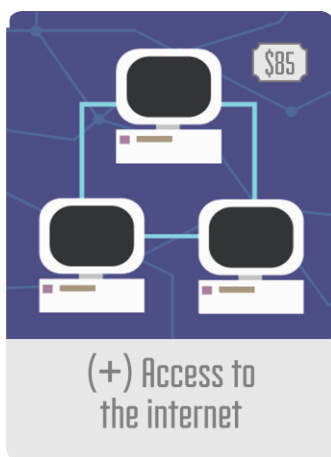 $85
(+) Access to
the internet